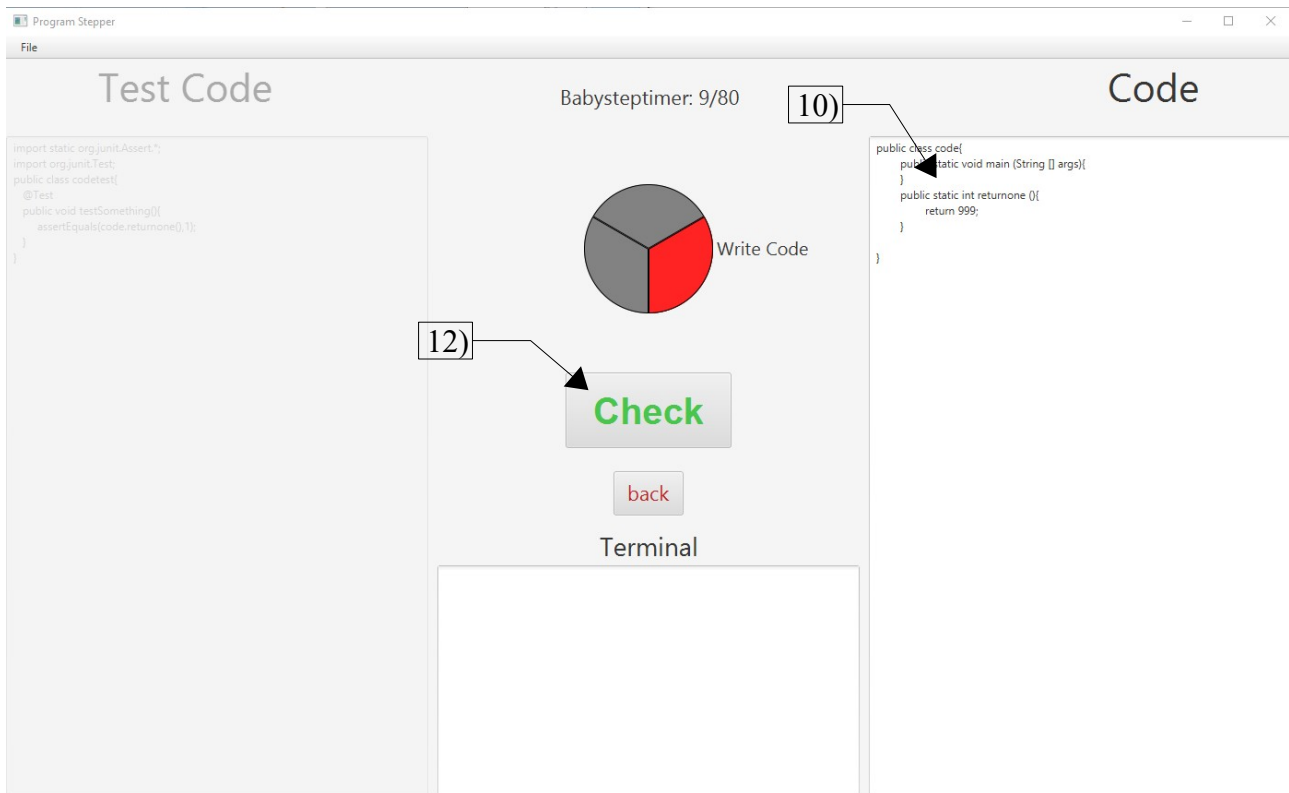 Program Stepper
File
Test Code
Babysteptimer: 9/80
10)
Code
import static org.junit.Assert.*;
import org.junit.Test;
public class codetest{
@Test
public void testSomething(){
assertEquals(code.returnone(),1);
}
}
public class code{
public static void main (String [] args){
}
public static int returnone (){
return 999;
}
}
Write Code
12)
Check
back
Terminal